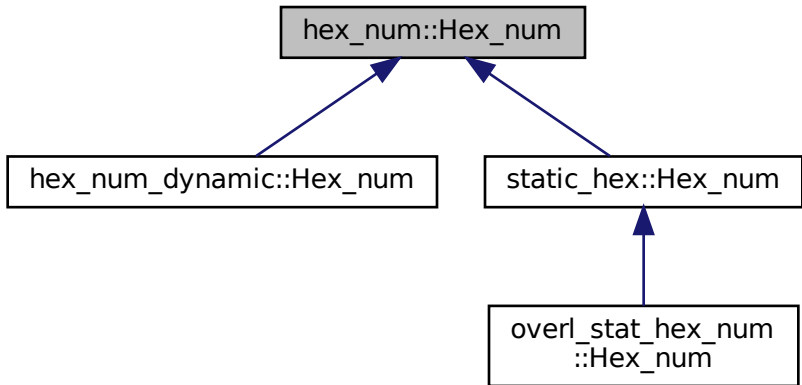 hex_num::Hex_num
hex_num_dynamic::Hex_num
static_hex::Hex_num
overl_stat_hex_num
::Hex_num